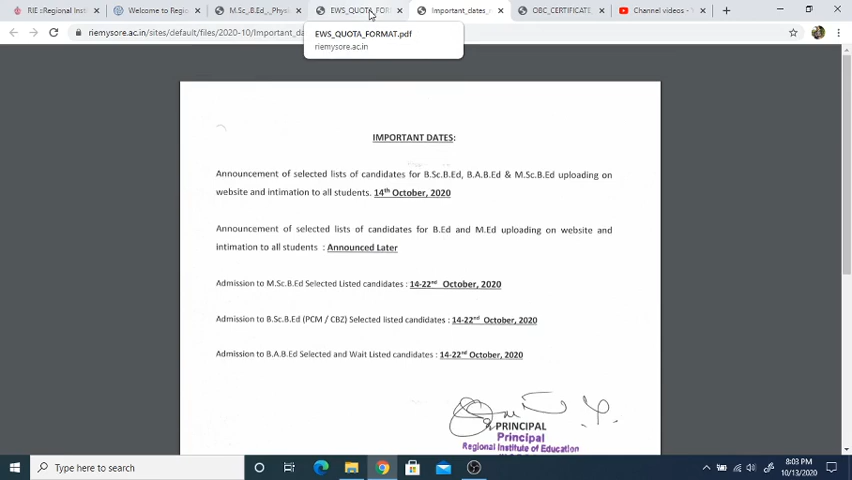 RIE ::Regional Inst
Welcome to Regio
M.Sc.,B.Ed_,_Physi
EWS_QUOTA_FOR
Important_dates_
OBC_CERTIFICATE
Channel videos - Y
riemysore.ac.in/sites/default/files/2020-10/Important_da
EWS_QUOTA_FORMAT.pdf
riemysore.ac.in
IMPORTANT DATES:
Announcement of selected lists of candidates for B.Sc.B.Ed, B.A.B.Ed & M.Sc.B.Ed uploading on
website and intimation to all students. 14th October, 2020
Announcement of selected lists of candidates for B.Ed and M.Ed uploading on website and
intimation to all students : Announced Later
Admission to M.Sc.B.Ed Selected Listed candidates : 14-22nd October, 2020
Admission to B.Sc.B.Ed (PCM / CBZ) Selected listed candidates : 14-22nd October, 2020
Admission to B.A.B.Ed Selected and Wait Listed candidates : 14-22nd October, 2020
PRINCIPAL
Principal
Regional Institute of Education
Type here to search
8:03 PM
10/13/2020